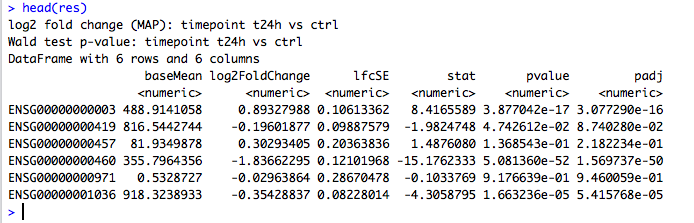 > head(res)
log2 fold change (MAP): timepoint t24h vs ctrl
Wald test p-value: timepoint t24h vs ctrl
DataFrame with 6 rows and 6 columns
baseMean log2FoldChange lfcSE stat pvalue padj
<numeric> <numeric> <numeric> <numeric> <numeric> <numeric>
ENSG00000000003 488.9141058 0.89327988 0.10613362 8.4165589 3.877042e-17 3.077290e-16
ENSG00000000419 816.5442744 -0.19601877 0.09887579 -1.9824748 4.742612e-02 8.740280e-02
ENSG00000000457 81.9349878 0.30293405 0.20363836 1.4876080 1.368543e-01 2.182234e-01
ENSG00000000460 355.7964356 -1.83662295 0.12101968 -15.1762333 5.081360e-52 1.569737e-50
ENSG00000000971 0.5328727 -0.02963864 0.28670478 -0.1033769 9.176639e-01 9.460059e-01
ENSG00000001036 918.3238933 -0.35428837 0.08228014 -4.3058795 1.663236e-05 5.415768e-05
>